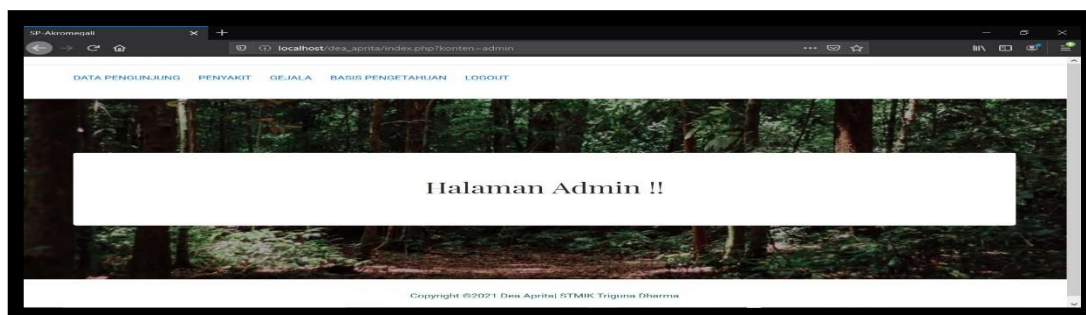 SP-Akromegali
localhost/dea_aprita/index.php?konten=admin
DATA PENGUNJUNG PENYAKIT GEJALA BASIS PENGETAHUAN LOGOUT
Halaman Admin !!
Copyright ©2021 Dea Aprita| STMIK Triguna Dharma